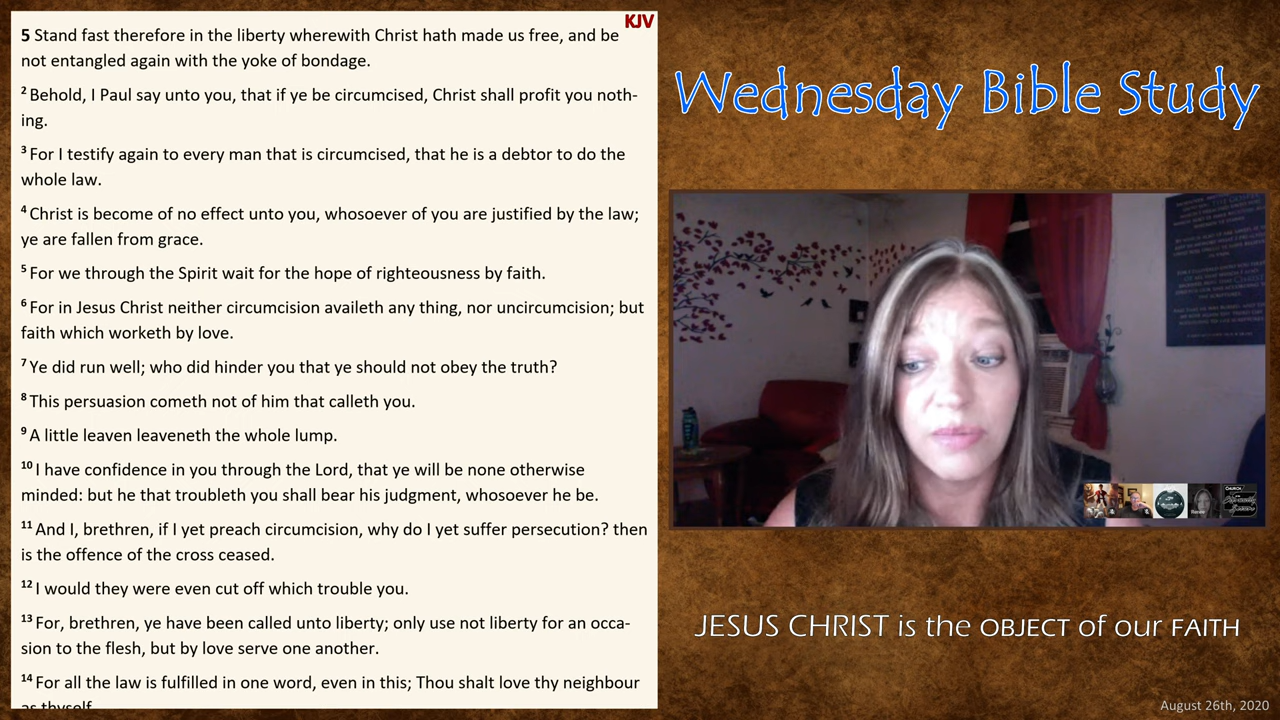 KJV
5 Stand fast therefore in the liberty wherewith Christ hath made us free, and be
not entangled again with the yoke of bondage.
2 Behold, I Paul say unto you, that if ye be circumcised, Christ shall profit you noth-
ing.
3 For I testify again to every man that is circumcised, that he is a debtor to do the
whole law.
4 Christ is become of no effect unto you, whosoever of you are justified by the law;
ye are fallen from grace.
5 For we through the Spirit wait for the hope of righteousness by faith.
6 For in Jesus Christ neither circumcision availeth any thing, nor uncircumcision; but
faith which worketh by love.
7 Ye did run well; who did hinder you that ye should not obey the truth?
8 This persuasion cometh not of him that calleth you.
9 A little leaven leaveneth the whole lump.
10 I have confidence in you through the Lord, that ye will be none otherwise
minded: but he that troubleth you shall bear his judgment, whosoever he be.
11 And I, brethren, if I yet preach circumcision, why do I yet suffer persecution? then
is the offence of the cross ceased.
12 I would they were even cut off which trouble you.
13 For, brethren, ye have been called unto liberty; only use not liberty for an occa-
sion to the flesh, but by love serve one another.
14 For all the law is fulfilled in one word, even in this; Thou shalt love thy neighbour
as thyself
Wednesday Bible Study
Renee
CHURCH
JESUS CHRIST is the OBJECT of our FAITH
August 26th, 2020